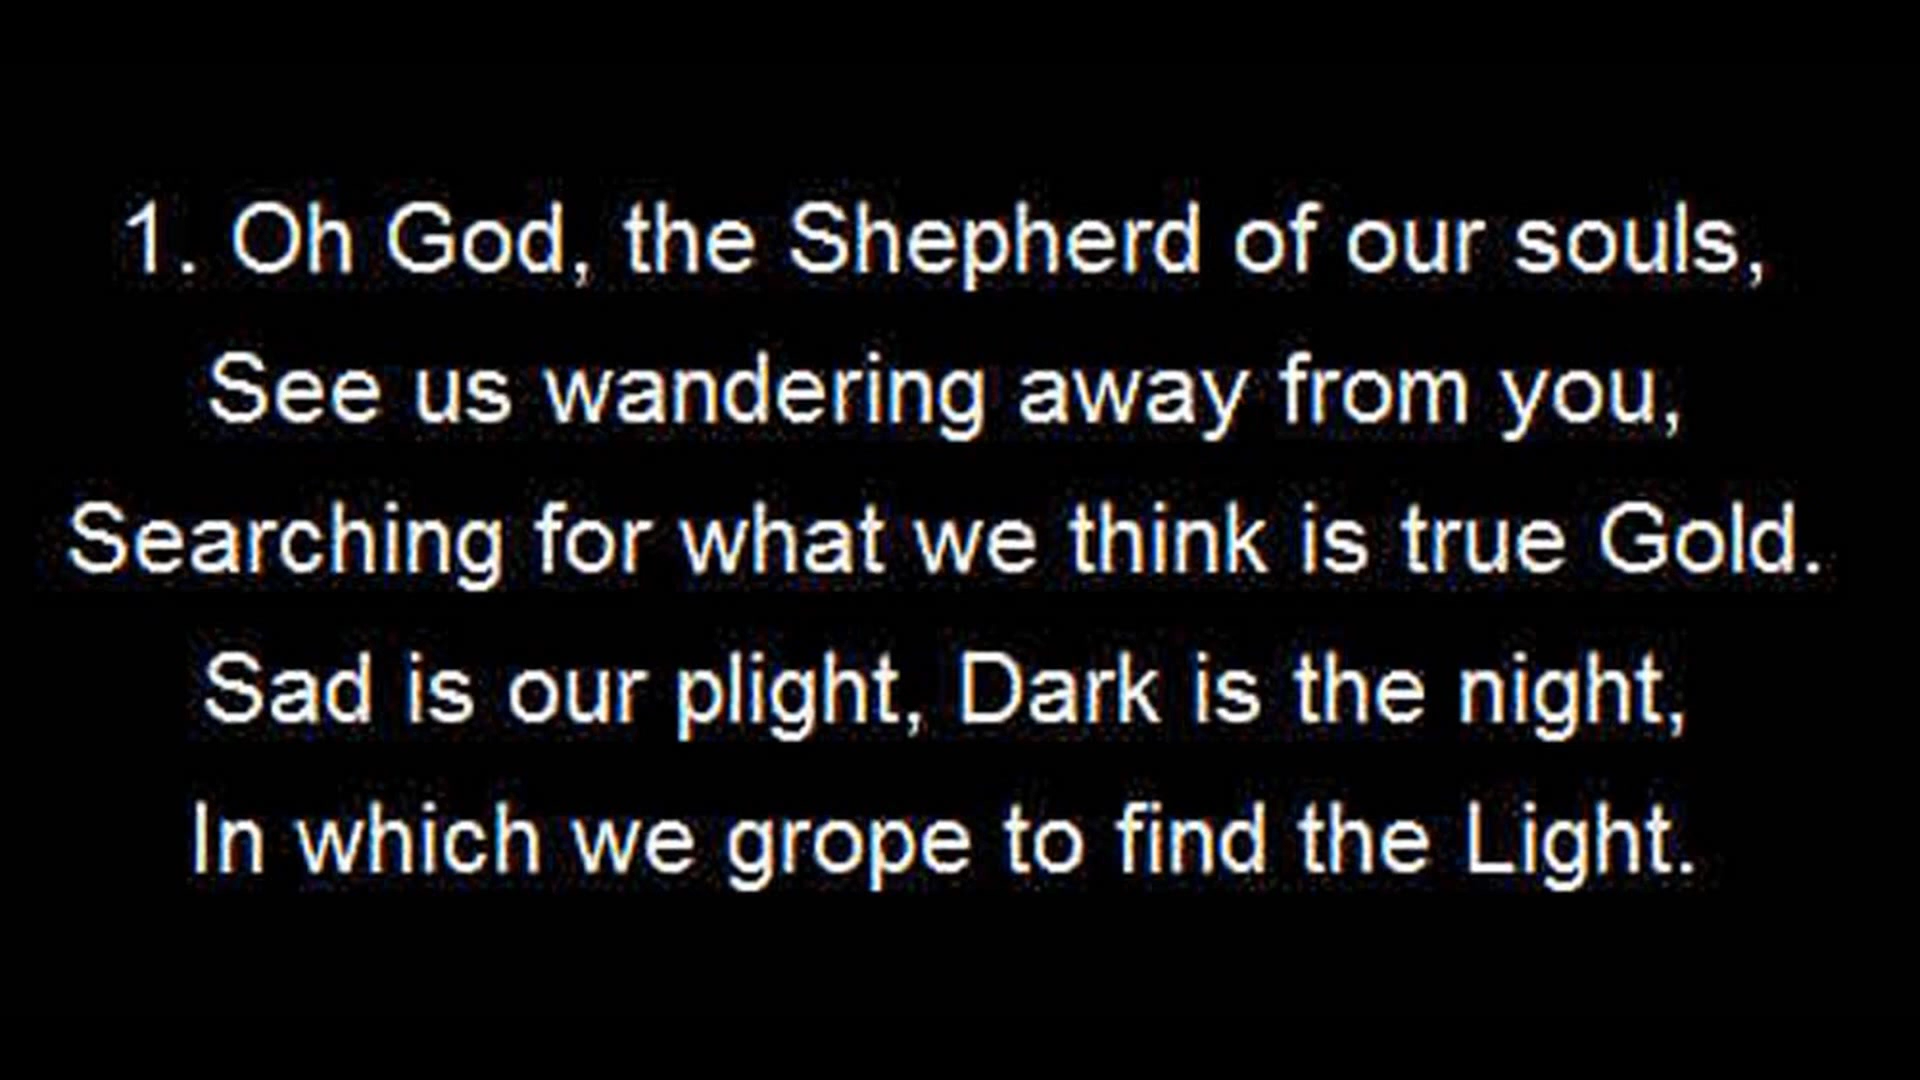 1. Oh God, the Shepherd of our souls,
See us wandering away from you,
Searching for what we think is true Gold.
Sad is our plight, Dark is the night,
In which we grope to find the Light.